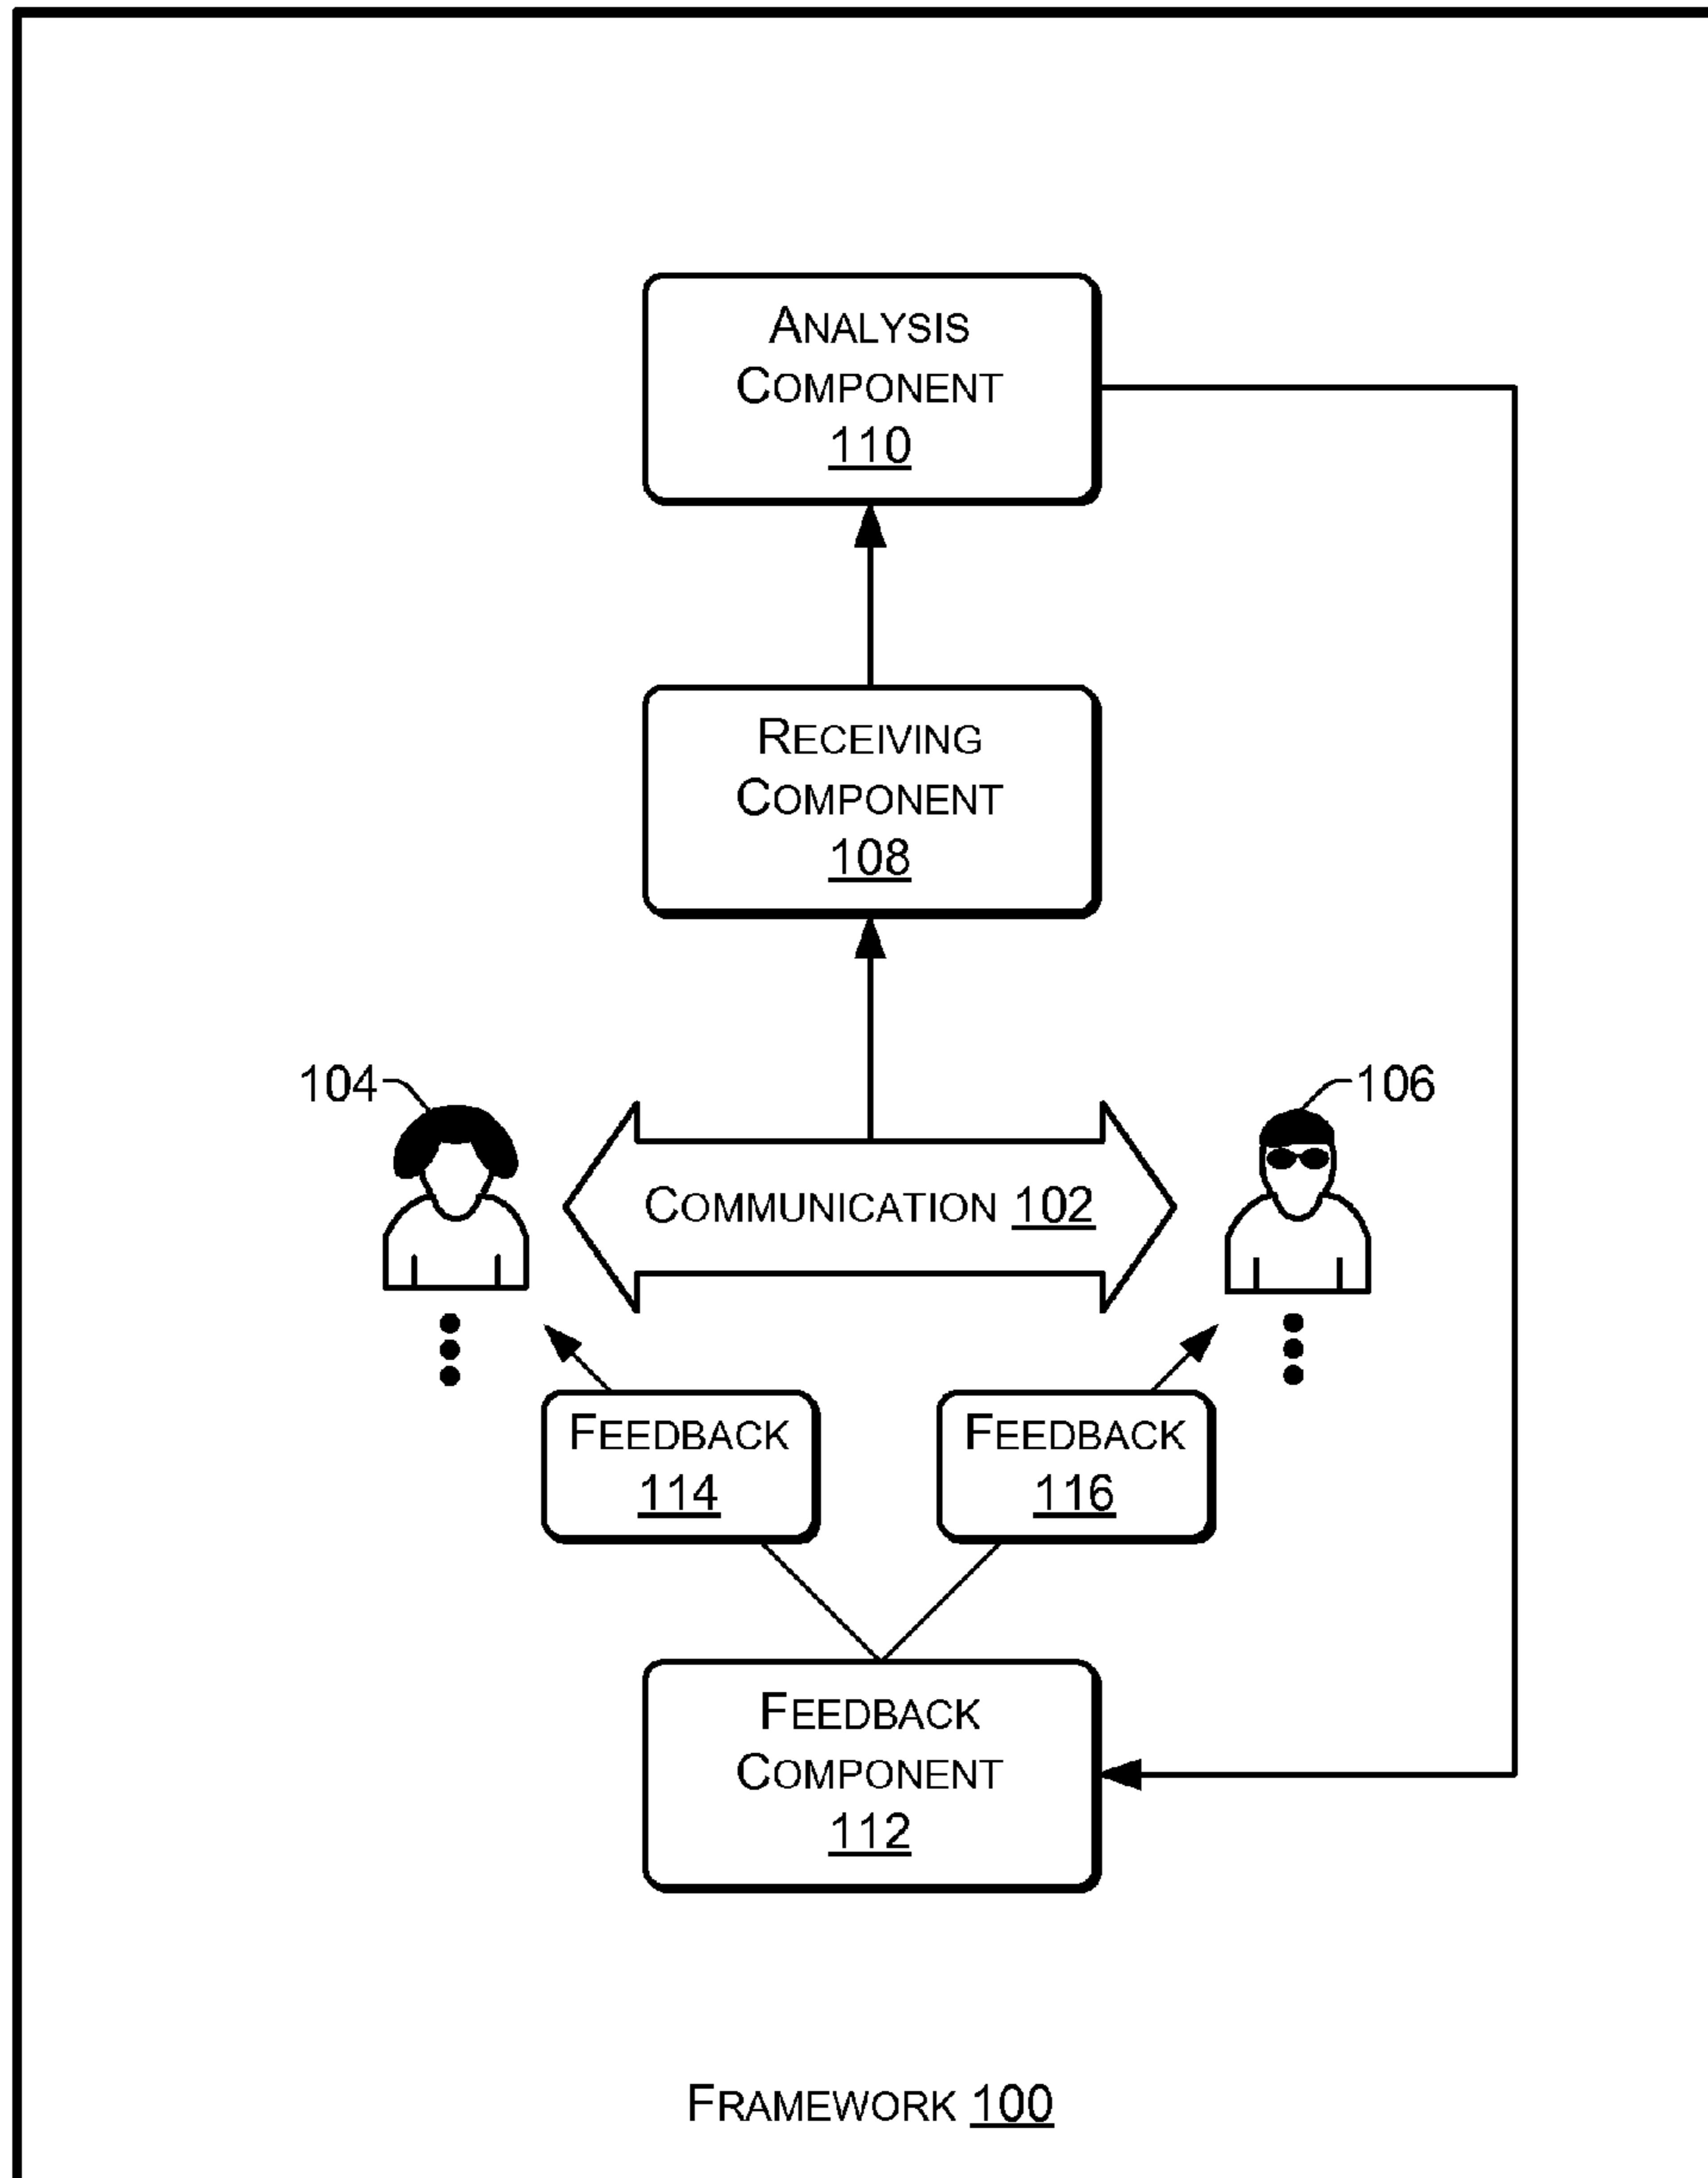 ANALYSIS
COMPONENT
110
RECEIVING
COMPONENT
108
104
106
COMMUNICATION 102
FEEDBACK
114
FEEDBACK
116
FEEDBACK
COMPONENT
112
FRAMEWORK 100